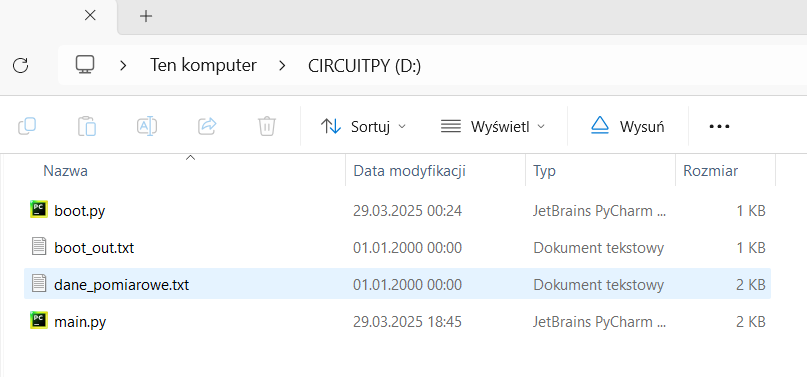 Ten komputer > CIRCUITPY (D:)
Sortuj Wyświetl Wysuń
Nazwa Data modyfikacji Typ Rozmiar
boot.py 29.03.2025 00:24 JetBrains PyCharm ... 1 KB
boot_out.txt 01.01.2000 00:00 Dokument tekstowy 1 KB
dane_pomiarowe.txt 01.01.2000 00:00 Dokument tekstowy 2 KB
main.py 29.03.2025 18:45 JetBrains PyCharm ... 2 KB